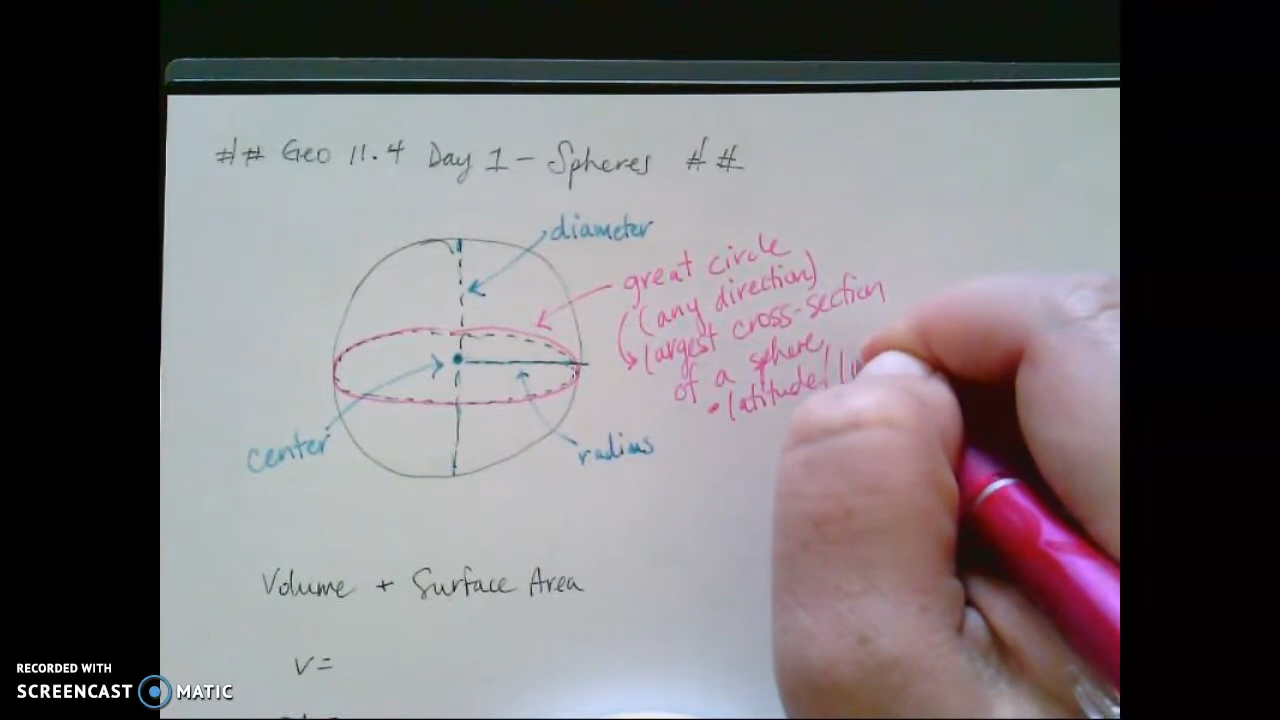 ## Geo 11.4 Day 1 - Spheres ##
diameter
great circle
(any direction)
largest cross-section
of a sphere
• latitude/
center
radius
Volume + Surface Area
V=
RECORDED WITH
SCREENCAST MATIC